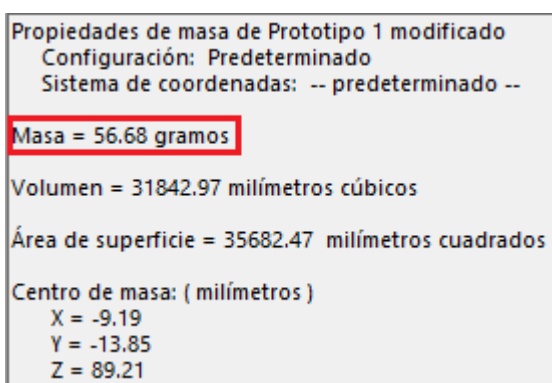 Propiedades de masa de Prototipo 1 modificado
Configuración: Predeterminado
Sistema de coordenadas: -- predeterminado --
Masa = 56.68 gramos
Volumen = 31842.97 milímetros cúbicos
Área de superficie = 35682.47 milímetros cuadrados
Centro de masa: ( milímetros )
X = -9.19
Y = -13.85
Z = 89.21